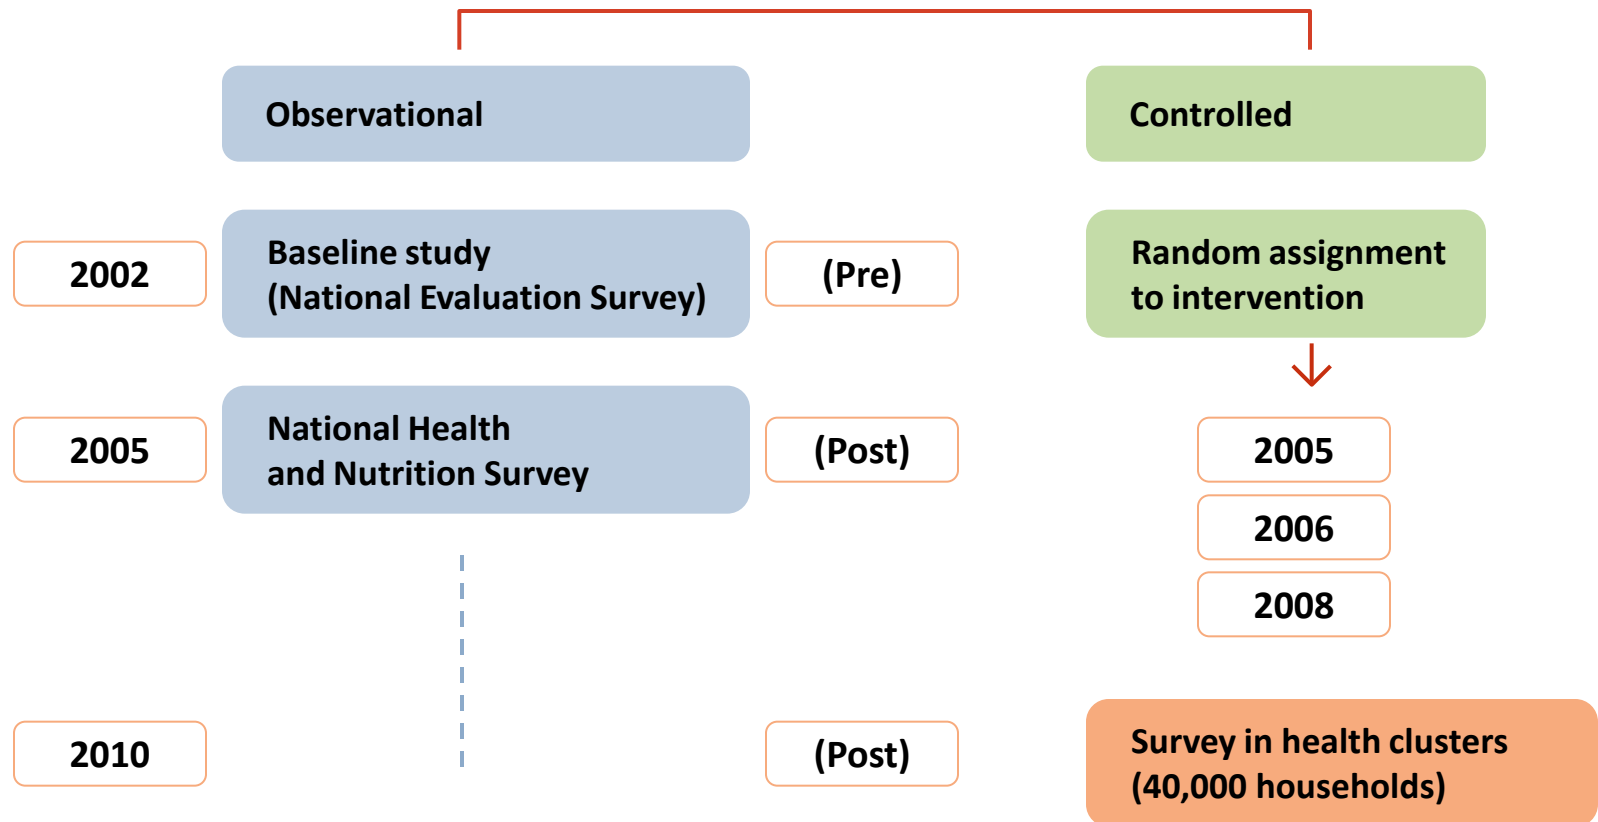 Observational
Controlled
2002
Baseline study
(National Evaluation Survey)
(Pre)
Random assignment
to intervention
2005
National Health
and Nutrition Survey
(Post)
2005
2006
2008
2010
(Post)
Survey in health clusters
(40,000 households)